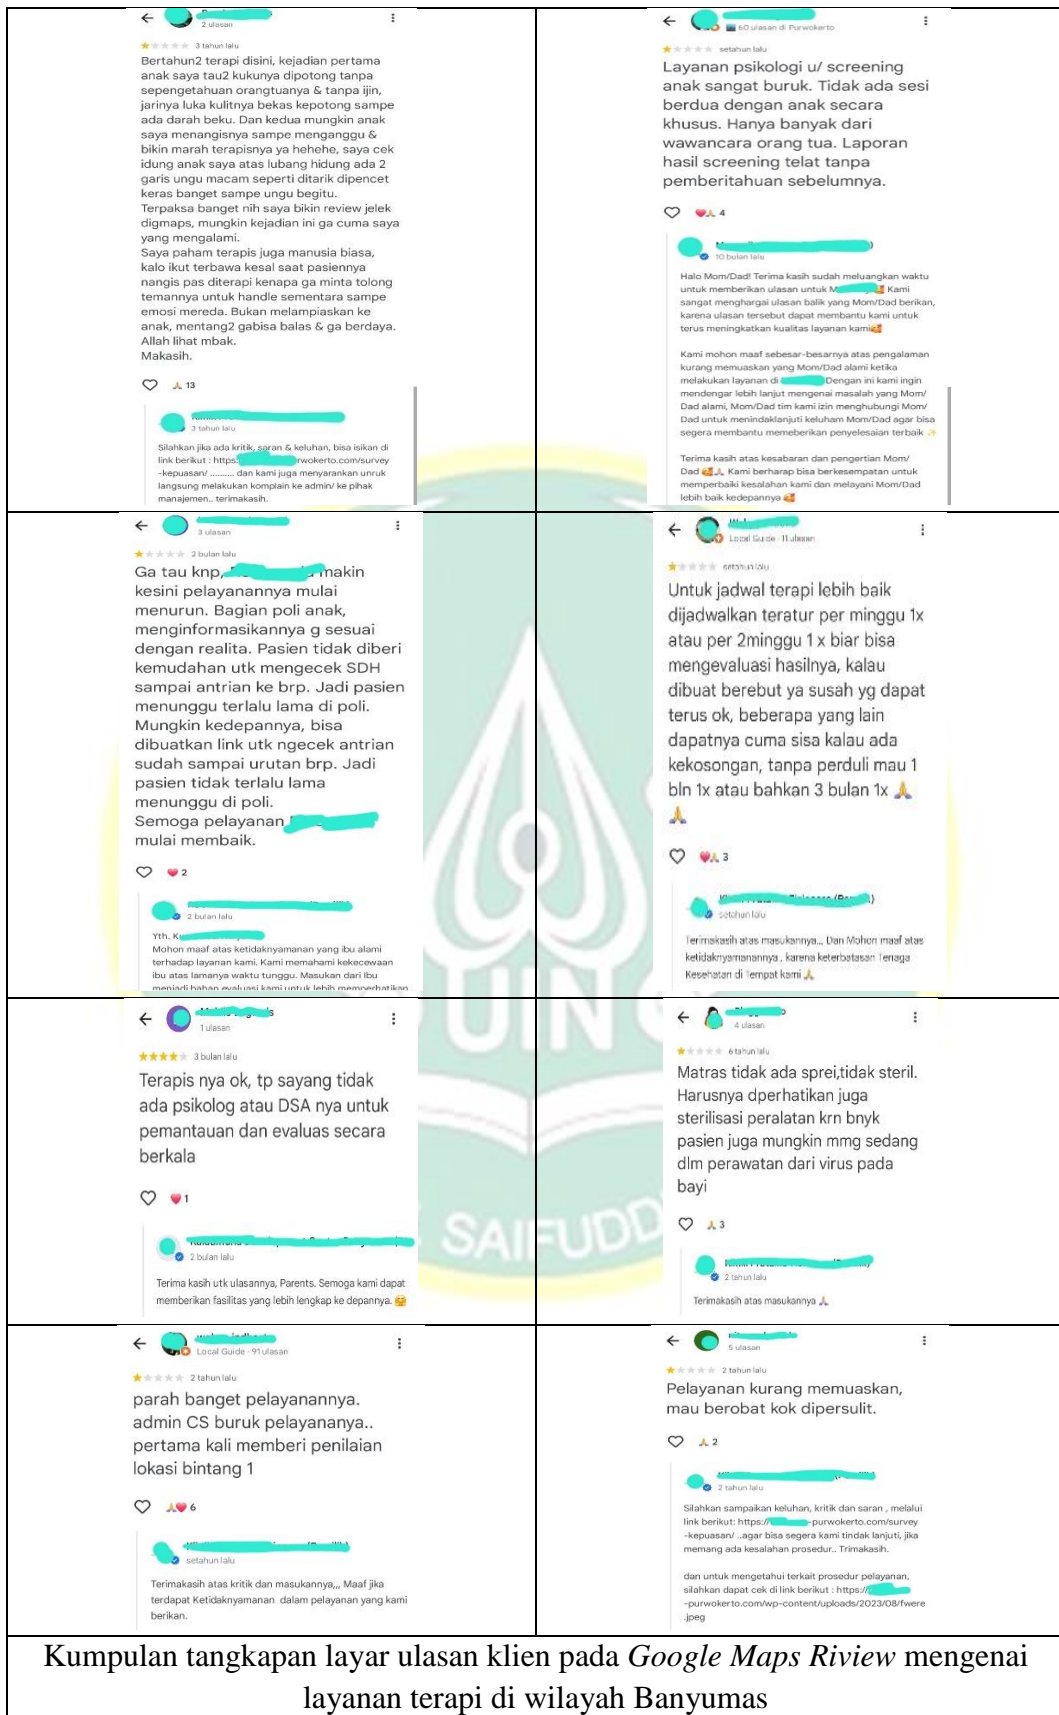 2 ulasan
3 tahun lalu
Bertahun2 terapi disini, kejadian pertama
anak saya tau2 kukunya dipotong tanpa
sepengetahuan orangtuanya & tanpa ijin,
jarinya luka kulitnya bekas kepotong sampe
ada darah beku. Dan kedua mungkin anak
saya menangisnya sampe menganggu &
bikin marah terapisnya ya hehehe, saya cek
idung anak saya atas lubang hidung ada 2
garis ungu macam seperti ditarik dipencet
keras banget sampe ungu begitu.
Terpaksa banget nih saya bikin review jelek
digmaps, mungkin kejadian ini ga cuma saya
yang mengalami.
Saya paham terapis juga manusia biasa,
kalo ikut terbawa kesal saat pasiennya
nangis pas diterapi kenapa ga minta tolong
temannya untuk handle sementara sampe
emosi mereda. Bukan melampiaskan ke
anak, mentang2 gabisa balas & ga berdaya.
Allah lihat mbak.
Makasih.
13
3 tahun lalu
Silahkan jika ada kritik, saran & keluhan, bisa isikan di
link berikut : https: rwokerto.com/survey
-kepuasan/ .......... dan kami juga menyarankan unruk
langsung melakukan komplain ke admin/ ke pihak
manajemen.. terimakasih.
60 ulasan di Purwokerto
setahun lalu
Layanan psikologi u/ screening
anak sangat buruk. Tidak ada sesi
berdua dengan anak secara
khusus. Hanya banyak dari
wawancara orang tua. Laporan
hasil screening telat tanpa
pemberitahuan sebelumnya.
4
10 bulan lalu
Halo Mom/Dad! Terima kasih sudah meluangkan waktu
untuk memberikan ulasan untuk M Kami
sangat menghargai ulasan balik yang Mom/Dad berikan,
karena ulasan tersebut dapat membantu kami untuk
terus meningkatkan kualitas layanan kami
Kami mohon maaf sebesar-besarnya atas pengalaman
kurang memuaskan yang Mom/Dad alami ketika
melakukan layanan di Dengan ini kami ingin
mendengar lebih lanjut mengenai masalah yang Mom/
Dad alami, Mom/Dad tim kami izin menghubungi Mom/
Dad untuk menindaklanjuti keluham Mom/Dad agar bisa
segera membantu memeberikan penyelesaian terbaik
Terima kasih atas kesabaran dan pengertian Mom/
Dad Kami berharap bisa berkesempatan untuk
memperbaiki kesalahan kami dan melayani Mom/Dad
lebih baik kedepannya
3 ulasan
2 bulan lalu
Ga tau knp, makin
kesini pelayanannya mulai
menurun. Bagian poli anak,
menginformasikannya g sesuai
dengan realita. Pasien tidak diberi
kemudahan utk mengecek SDH
sampai antrian ke brp. Jadi pasien
menunggu terlalu lama di poli.
Mungkin kedepannya, bisa
dibuatkan link utk ngecek antrian
sudah sampai urutan brp. Jadi
pasien tidak terlalu lama
menunggu di poli.
Semoga pelayanan
mulai membaik.
2
2 bulan lalu
Yth.
Mohon maaf atas ketidaknyamanan yang ibu alami
terhadap layanan kami. Kami memahami kekecewaan
ibu atas lamanya waktu tunggu. Masukan dari Ibu
menjadi bahan evaluasi kami untuk lebih memperhatikan
Local Guide · 11 ulasan
setahun lalu
Untuk jadwal terapi lebih baik
dijadwalkan teratur per minggu 1x
atau per 2minggu 1 x biar bisa
mengevaluasi hasilnya, kalau
dibuat berebut ya susah yg dapat
terus ok, beberapa yang lain
dapatnya cuma sisa kalau ada
kekosongan, tanpa perduli mau 1
bln 1x atau bahkan 3 bulan 1x
3
setahun lalu
Terimakasih atas masukannya... Dan Mohon maaf atas
ketidaknyamanannya , karena keterbatasan Tenaga
Kesehatan di Tempat kami
1 ulasan
3 bulan lalu
Terapis nya ok, tp sayang tidak
ada psikolog atau DSA nya untuk
pemantauan dan evaluas secara
berkala
1
2 bulan lalu
Terima kasih utk ulasannya, Parents. Semoga kami dapat
memberikan fasilitas yang lebih lengkap ke depannya.
4 ulasan
6 tahun lalu
Matras tidak ada sprei,tidak steril.
Harusnya dperhatikan juga
sterilisasi peralatan krn bnyk
pasien juga mungkin mmg sedang
dlm perawatan dari virus pada
bayi
3
2 tahun lalu
Terimakasih atas masukannya
UIN
SAIFUDD
Local Guide · 91 ulasan
2 tahun lalu
parah banget pelayanannya.
admin CS buruk pelayananya..
pertama kali memberi penilaian
lokasi bintang 1
6
setahun lalu
Terimakasih atas kritik dan masukannya,,, Maaf jika
terdapat Ketidaknyamanan dalam pelayanan yang kami
berikan.
5 ulasan
2 tahun lalu
Pelayanan kurang memuaskan,
mau berobat kok dipersulit.
2
2 tahun lalu
Silahkan sampaikan keluhan, kritik dan saran , melalui
link berikut: https:// -purwokerto.com/survey
-kepuasan/ ..agar bisa segera kami tindak lanjuti, jika
memang ada kesalahan prosedur.. Trimakasih.
dan untuk mengetahui terkait prosedur pelayanan,
silahkan dapat cek di link berikut : https://
-purwokerto.com/wp-content/uploads/2023/08/fwere
.jpeg
Kumpulan tangkapan layar ulasan klien pada Google Maps Riview mengenai
layanan terapi di wilayah Banyumas